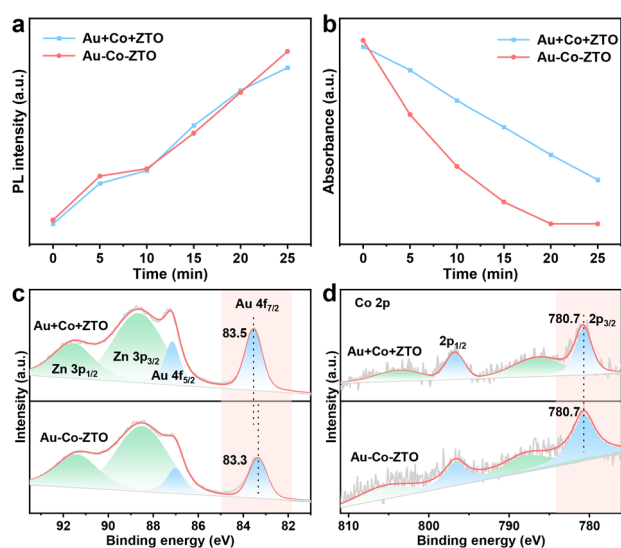 a
Au+Co+ZTO
Au-Co-ZTO
PL intensity (a.u.)
0 5 10 15 20 25
Time (min)
b
Au+Co+ZTO
Au-Co-ZTO
Absorbance (a.u.)
0 5 10 15 20 25
Time (min)
c
Au 4f7/2
Au+Co+ZTO
83.5
Zn 3p3/2
Zn 3p1/2
Au 4f5/2
Au-Co-ZTO
83.3
Intensity (a.u.)
92 90 88 86 84 82
Binding energy (eV)
d
Co 2p
780.7
2p3/2
2p1/2
Au+Co+ZTO
780.7
Au-Co-ZTO
Intensity (a.u.)
810 800 790 780
Binding energy (eV)